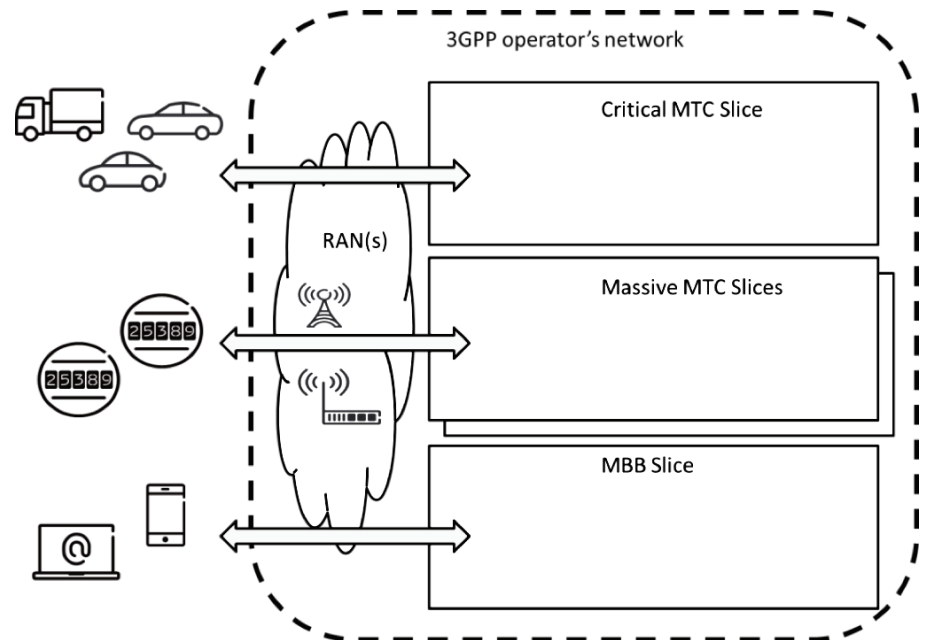 3GPP operator's network
Critical MTC Slice
RAN(s)
Massive MTC Slices
25389
25389
MBB Slice
@